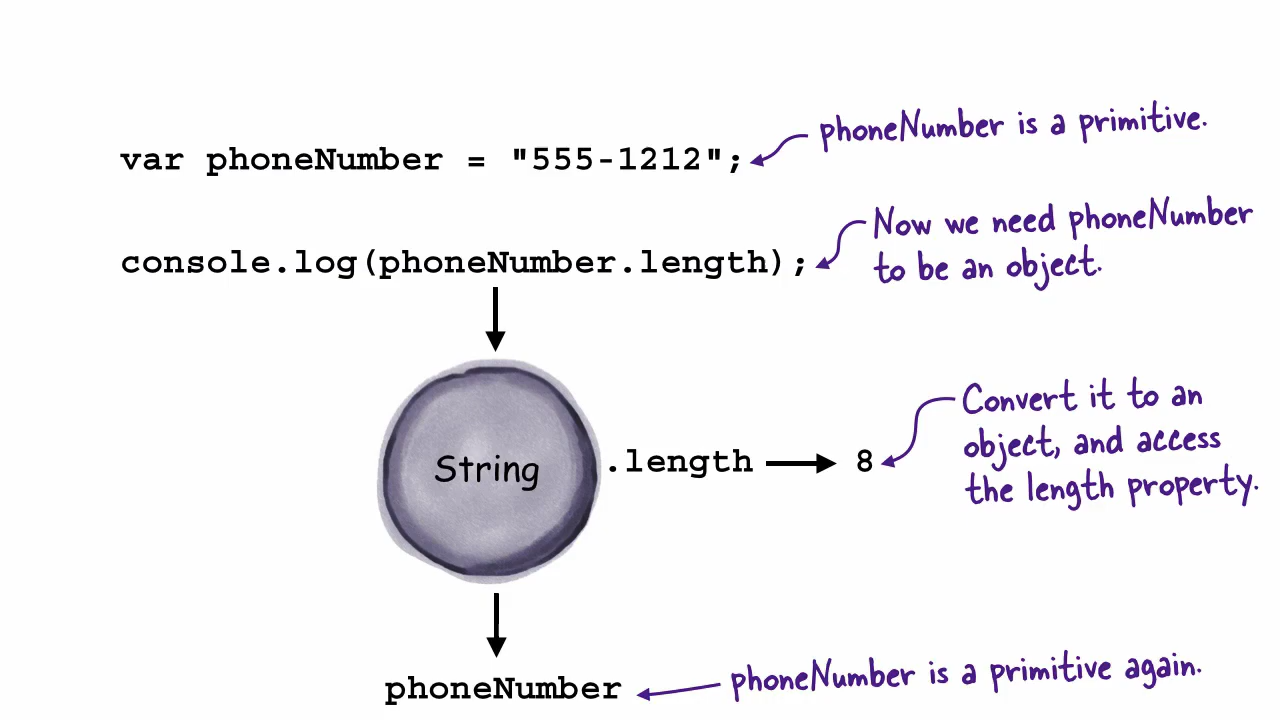 phoneNumber is a primitive.
var phoneNumber = "555-1212";
Now we need phoneNumber
to be an object.
console.log(phoneNumber.length);
String
.length
8
Convert it to an
object, and access
the length property.
phoneNumber
phoneNumber is a primitive again.